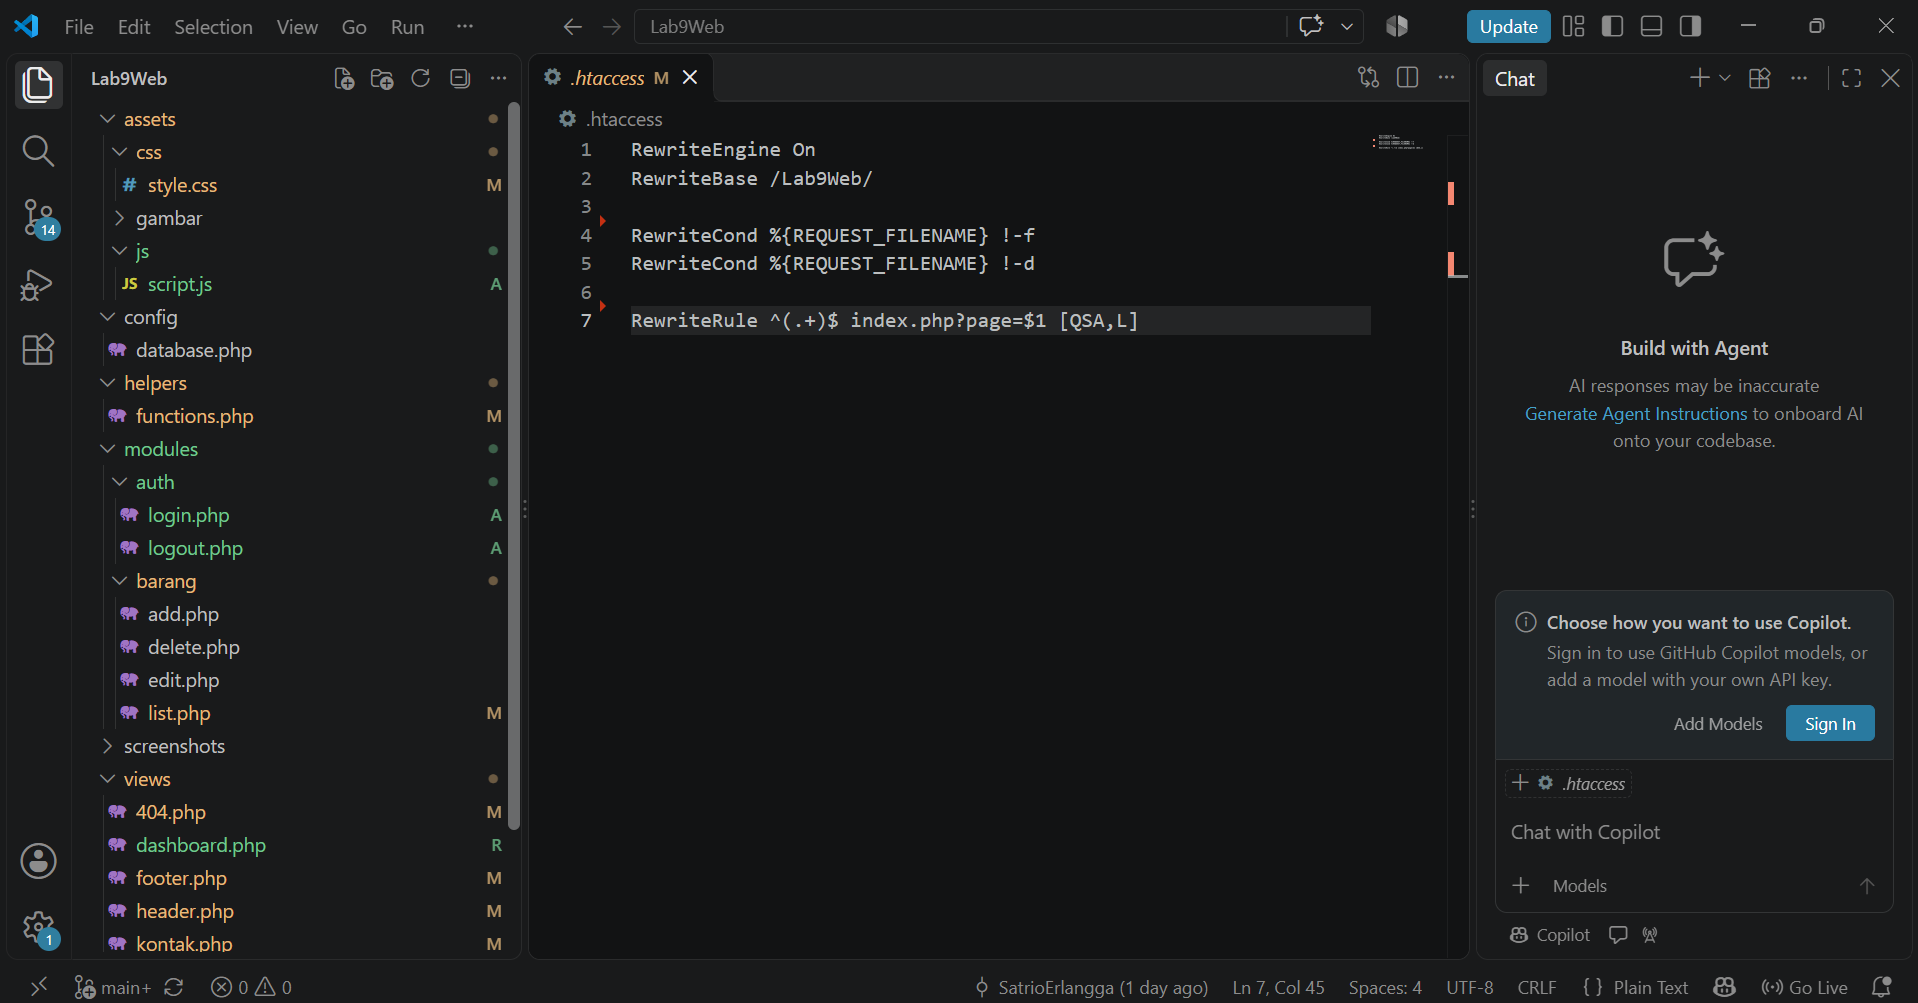 File Edit Selection View Go Run ···
Lab9Web
Update
Lab9Web
assets
css
# style.css M
gambar
js
JS script.js A
config
database.php
helpers
functions.php M
modules
auth
login.php A
logout.php A
barang
add.php
delete.php
edit.php
list.php M
screenshots
views
404.php M
dashboard.php R
footer.php M
header.php M
kontak.php M
14
1
.htaccess M
.htaccess
1 RewriteEngine On
2 RewriteBase /Lab9Web/
3
4 RewriteCond %{REQUEST_FILENAME} !-f
5 RewriteCond %{REQUEST_FILENAME} !-d
6
7 RewriteRule ^(.+)$ index.php?page=$1 [QSA,L]
Chat
Build with Agent
AI responses may be inaccurate
Generate Agent Instructions to onboard AI
onto your codebase.
Choose how you want to use Copilot.
Sign in to use GitHub Copilot models, or
add a model with your own API key.
Add Models Sign In
.htaccess
Chat with Copilot
Models
Copilot
main+ 0 0 SatrioErlangga (1 day ago) Ln 7, Col 45 Spaces: 4 UTF-8 CRLF {} Plain Text Go Live